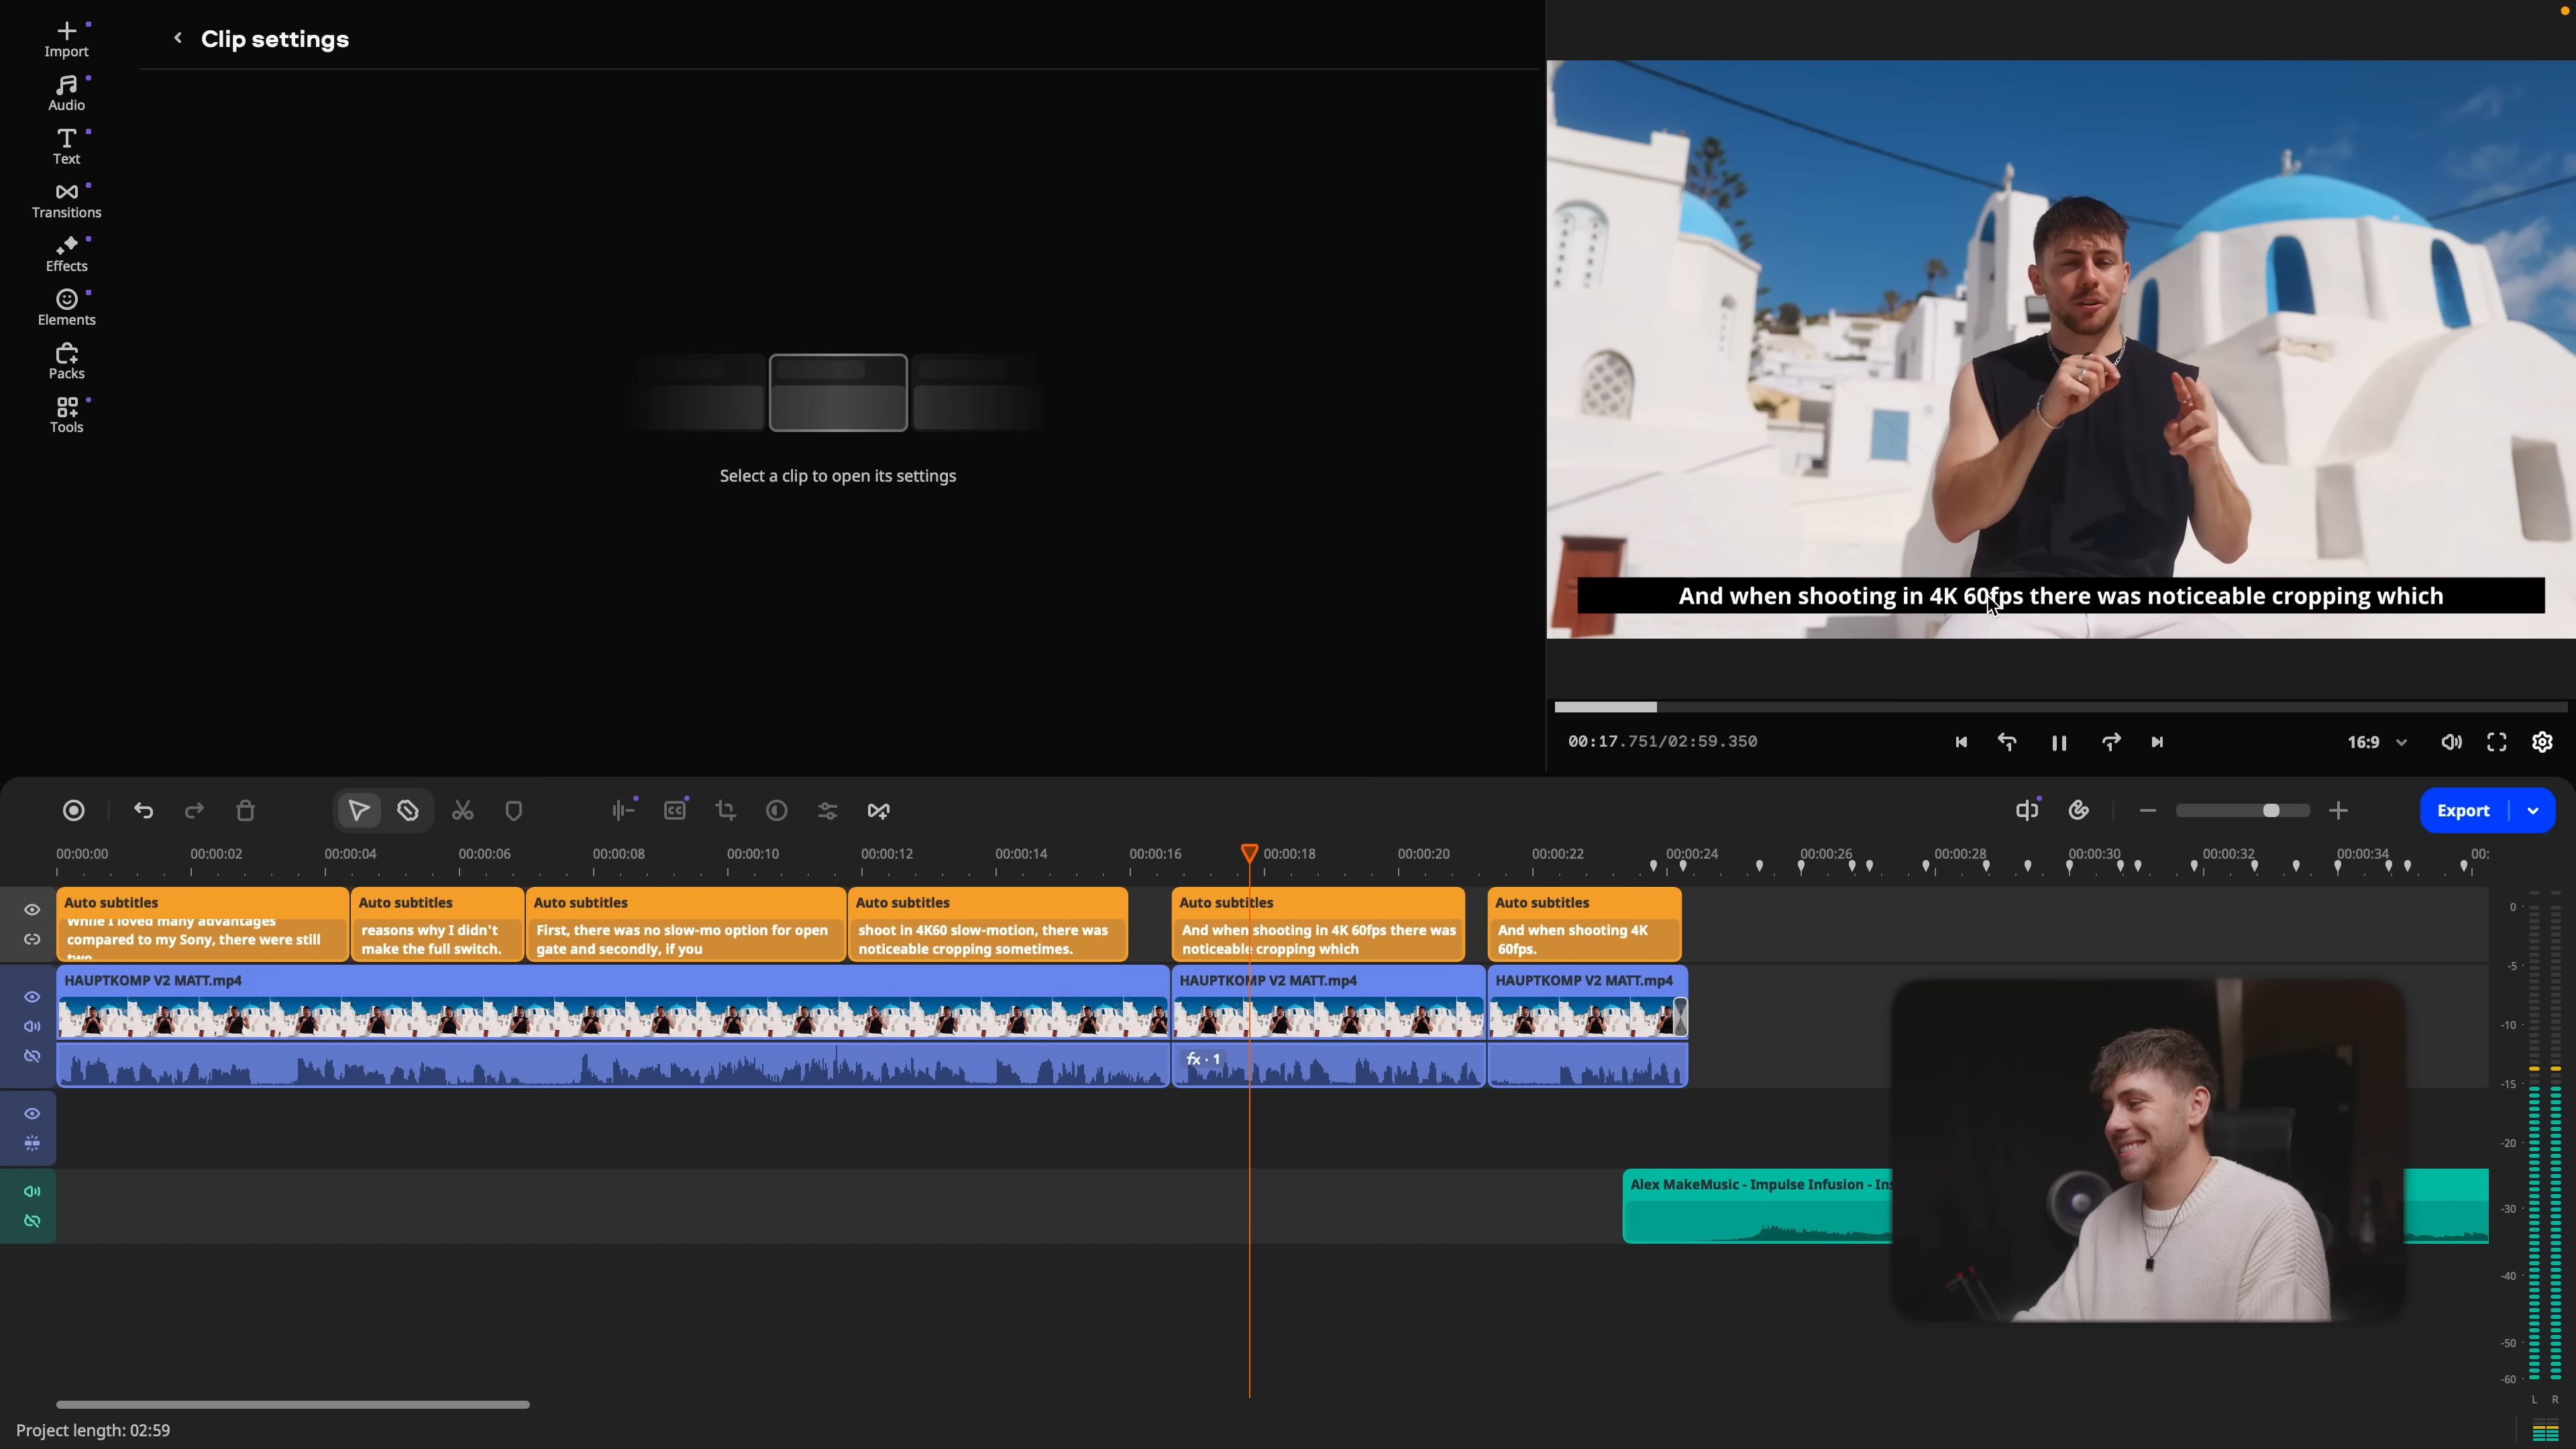 Import
Audio
Text
Transitions
Effects
Elements
Packs
Tools
Clip settings
Select a clip to open its settings
And when shooting in 4K 60fps there was noticeable cropping which
00:17.751/02:59.350
16:9
Export
00:00:00 00:00:02 00:00:04 00:00:06 00:00:08 00:00:10 00:00:12 00:00:14 00:00:16 00:00:18 00:00:20 00:00:22 00:00:24 00:00:26 00:00:28 00:00:30 00:00:32 00:00:34 00:
Auto subtitles
While I loved many advantages
compared to my Sony, there were still
two
Auto subtitles
reasons why I didn't
make the full switch.
Auto subtitles
First, there was no slow-mo option for open
gate and secondly, if you
Auto subtitles
shoot in 4K60 slow-motion, there was
noticeable cropping sometimes.
Auto subtitles
And when shooting in 4K 60fps there was
noticeable cropping which
Auto subtitles
And when shooting 4K
60fps.
HAUPTKOMP V2 MATT.mp4
HAUPTKOMP V2 MATT.mp4
HAUPTKOMP V2 MATT.mp4
fx · 1
Alex MakeMusic - Impulse Infusion - Ins
0
-5
-10
-15
-20
-30
-40
-50
-60
L R
Project length: 02:59